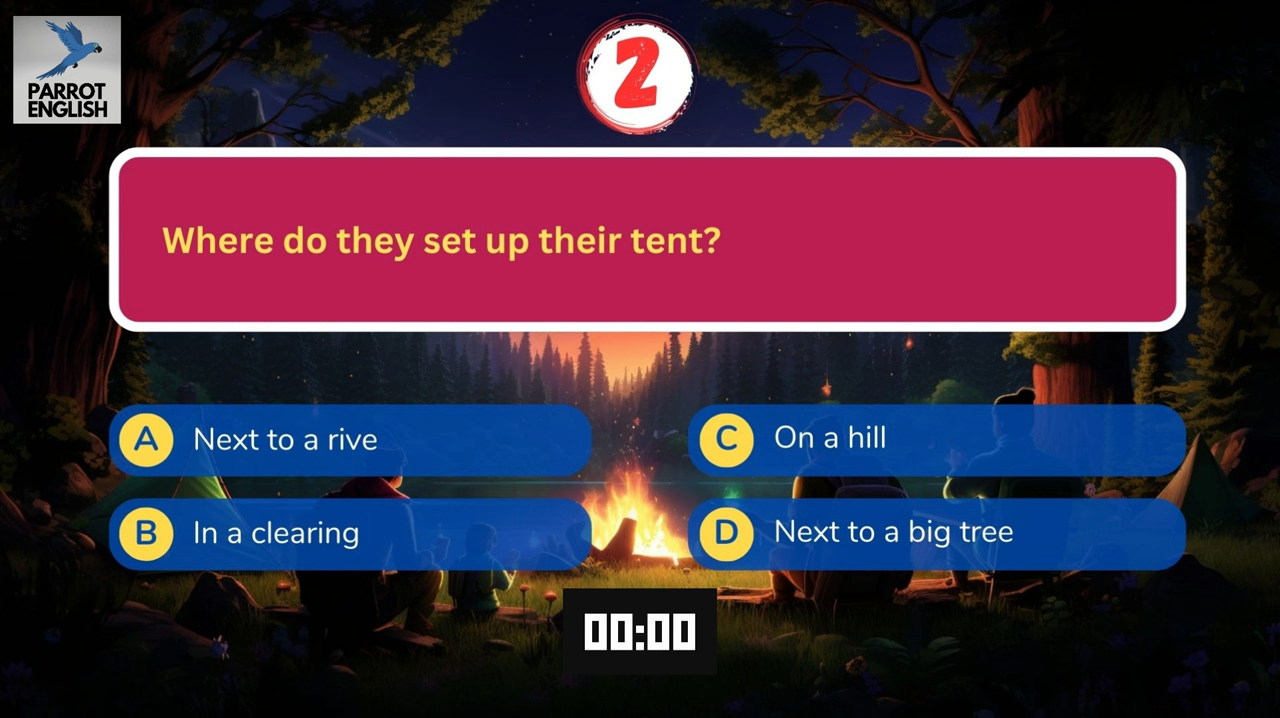 PARROT
ENGLISH
2
Where do they set up their tent?
A Next to a rive
B In a clearing
C On a hill
D Next to a big tree
00:00